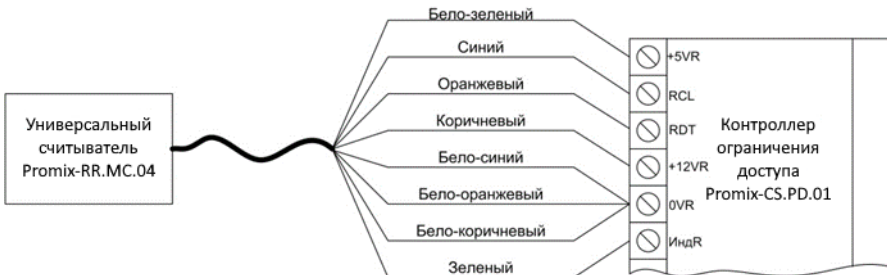 Бело-зеленый
Синий
Оранжевый
Коричневый
Бело-синий
Бело-оранжевый
Бело-коричневый
Зеленый
Универсальный
считыватель
Promix-RR.MC.04
+5VR
RCL
RDT
+12VR
0VR
ИндR
Контроллер
ограничения
доступа
Promix-CS.PD.01